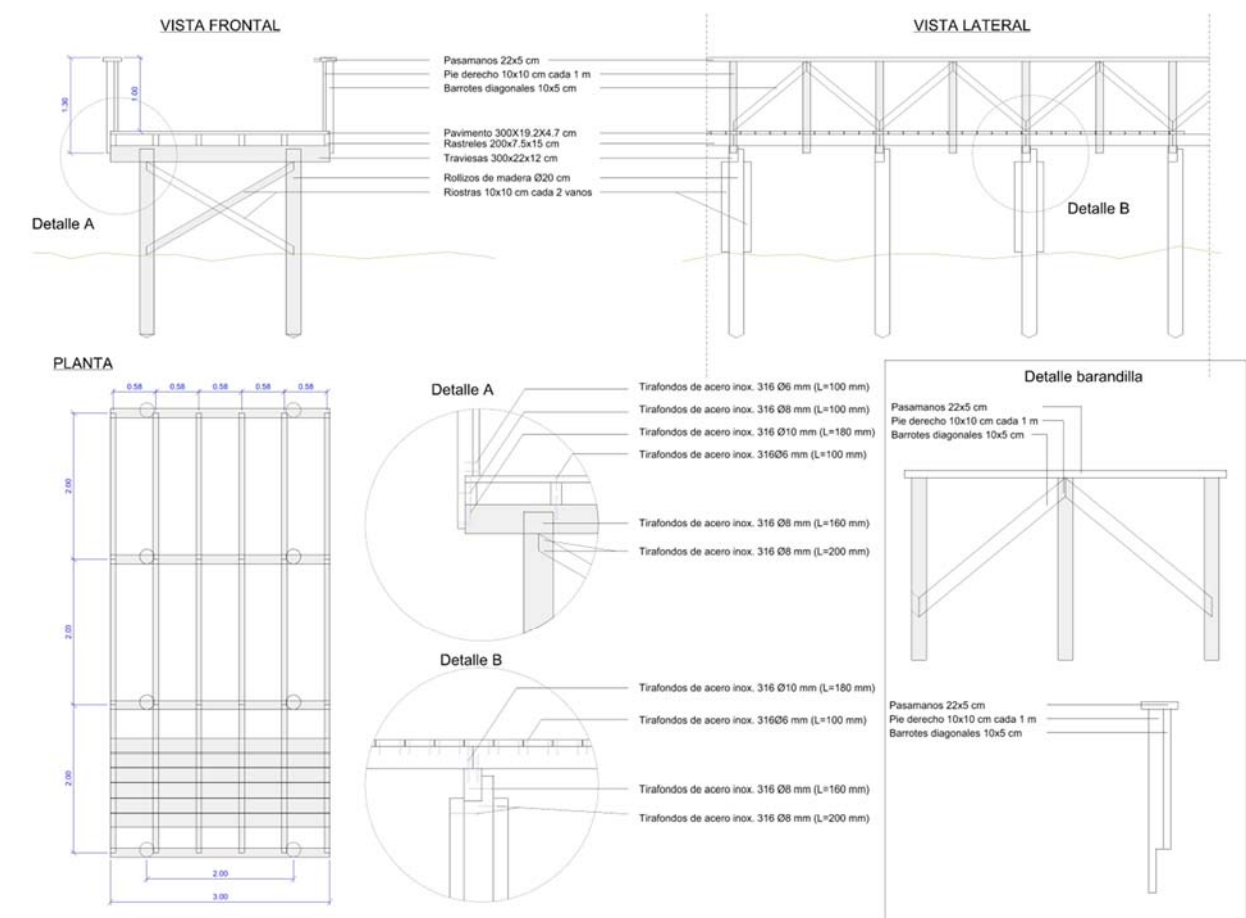 VISTA FRONTAL
VISTA LATERAL
Pasamanos 22x5 cm
Pie derecho 10x10 cm cada 1 m
Barrotes diagonales 10x5 cm
1.30
1.00
Pavimento 300X19.2X4.7 cm
Rastreles 200x7.5x15 cm
Traviesas 300x22x12 cm
Rollizos de madera Ø20 cm
Riostras 10x10 cm cada 2 vanos
Detalle A
Detalle B
PLANTA
0.58 0.58 0.58 0.58 0.58
2.00
2.00
2.00
2.00
3.00
Detalle A
Tirafondos de acero inox. 316 Ø6 mm (L=100 mm)
Tirafondos de acero inox. 316 Ø8 mm (L=100 mm)
Tirafondos de acero inox. 316 Ø10 mm (L=180 mm)
Tirafondos de acero inox. 316Ø6 mm (L=100 mm)
Tirafondos de acero inox. 316 Ø8 mm (L=160 mm)
Tirafondos de acero inox. 316 Ø8 mm (L=200 mm)
Detalle B
Tirafondos de acero inox. 316 Ø10 mm (L=180 mm)
Tirafondos de acero inox. 316Ø6 mm (L=100 mm)
Tirafondos de acero inox. 316 Ø8 mm (L=160 mm)
Tirafondos de acero inox. 316 Ø8 mm (L=200 mm)
Detalle barandilla
Pasamanos 22x5 cm
Pie derecho 10x10 cm cada 1 m
Barrotes diagonales 10x5 cm
Pasamanos 22x5 cm
Pie derecho 10x10 cm cada 1 m
Barrotes diagonales 10x5 cm